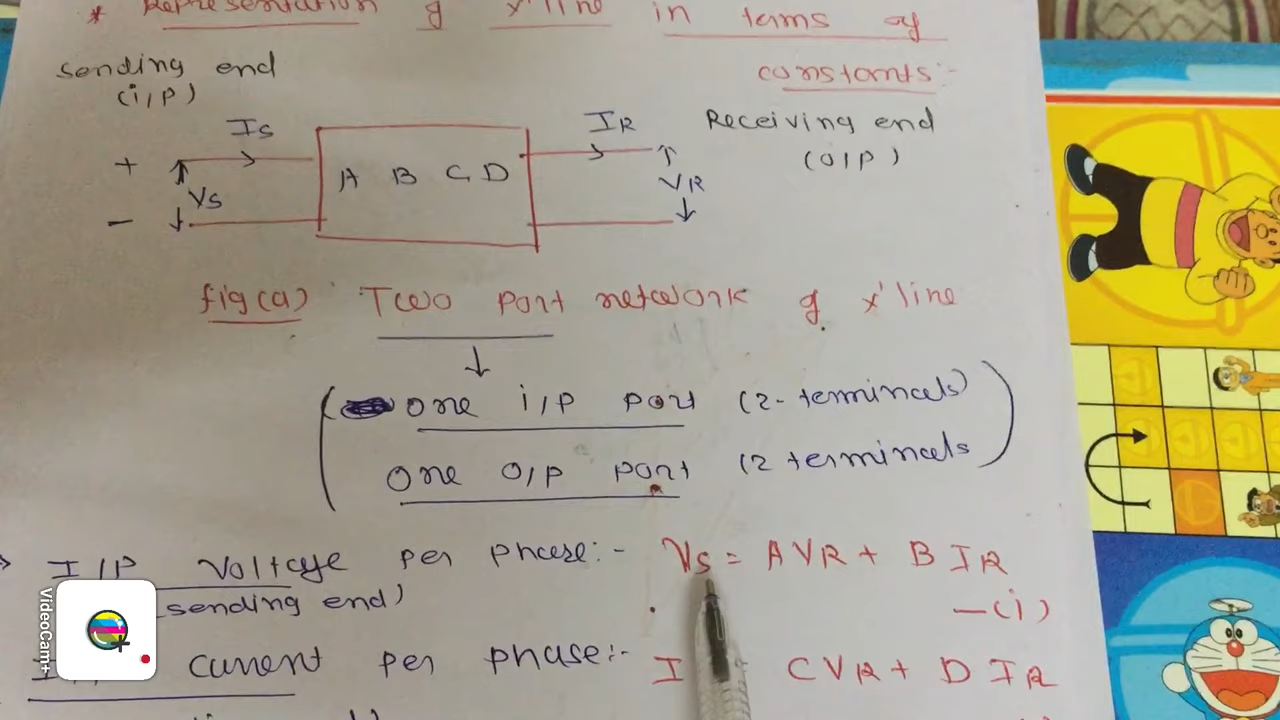 * Representation of x'line in terms of
constants:-
sending end
(i/p)
Receiving end
(O/P)
IS
IR
+
VS
-
A B C D
VR
fig(a) Two port network of x'line
(one i/p port (2-terminals)
one o/p port (2 terminals)
I/P voltage per phase:- VS = AVR + BIR
sending end) -(i)
current per phase:- I CVR + DIR
VideoCam+